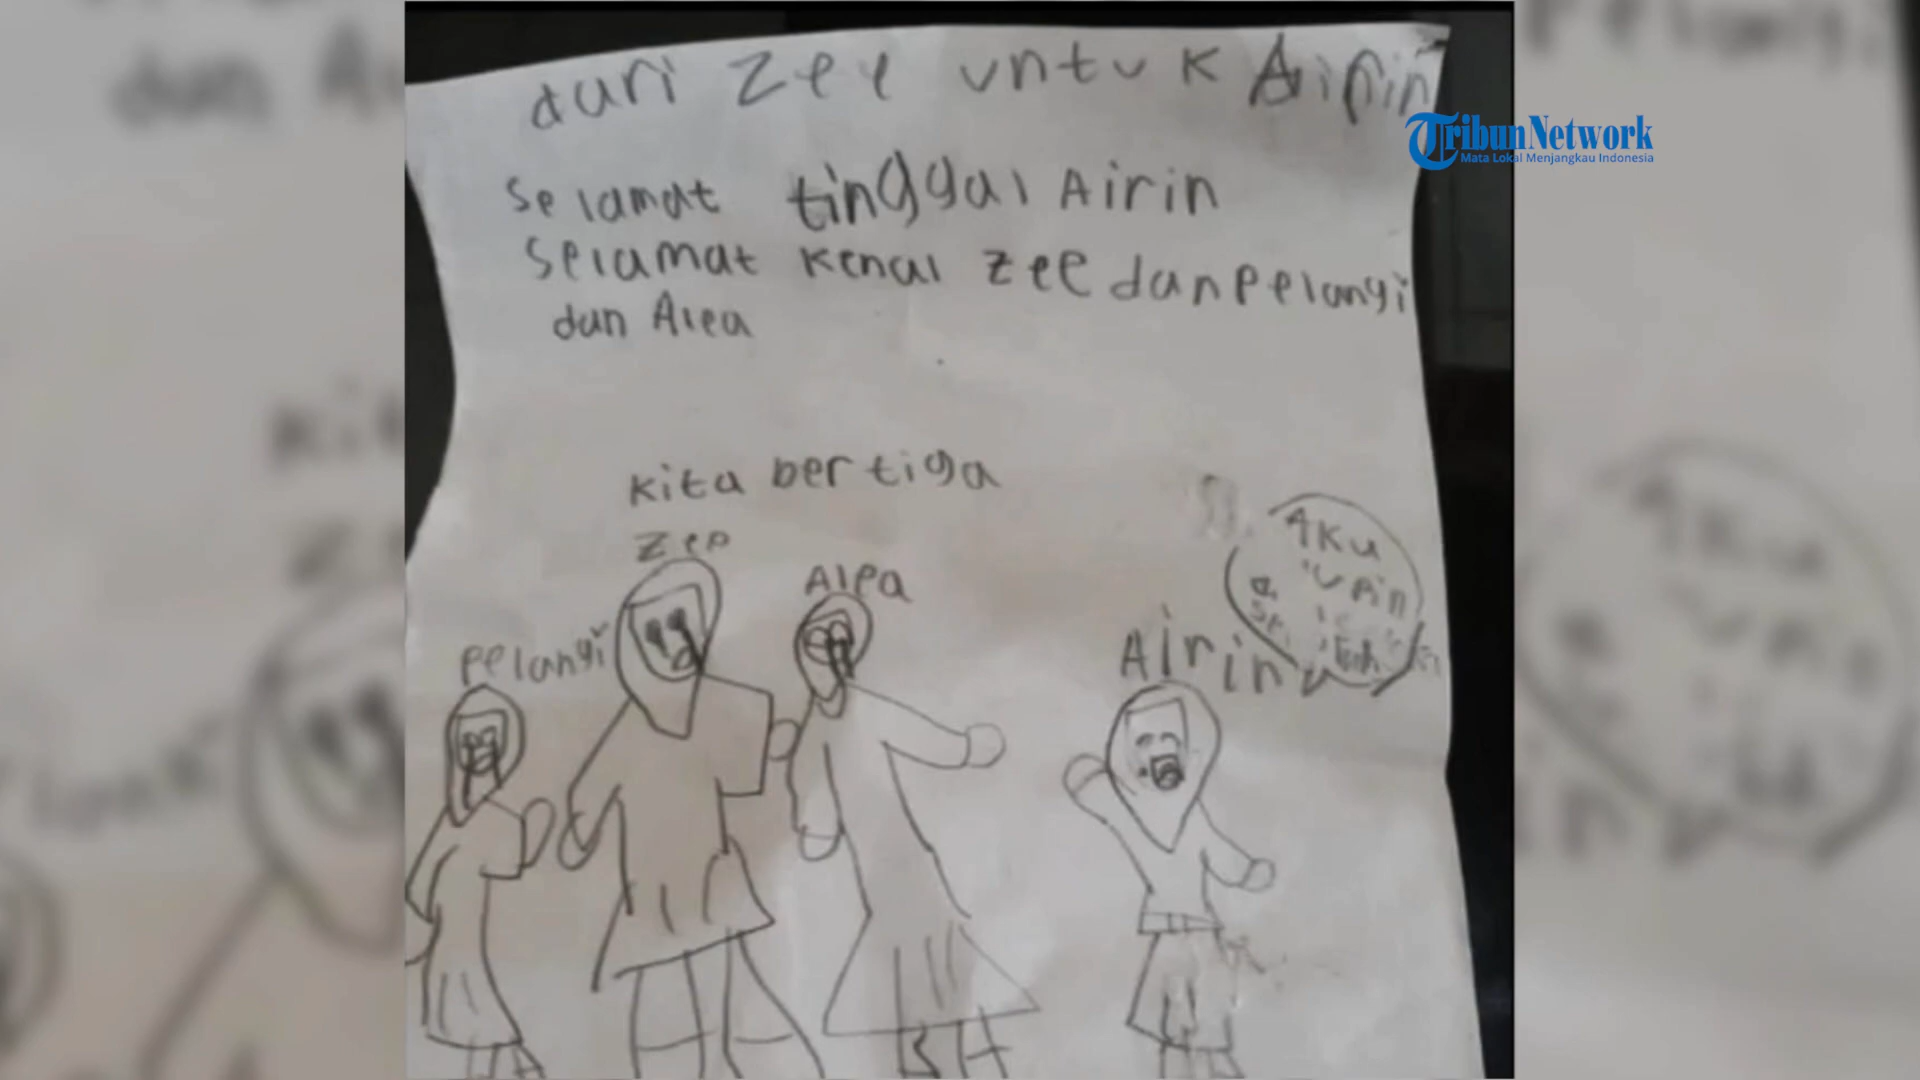 dari Zee untuk Airin
TribunNetwork
Mata Lokal Menjangkau Indonesia
Selamat tinggal Airin
Selamat kenal Zee dan pelangi
dan Alea
kita bertiga
Zee
Alea
pelangi
Airin
Aku